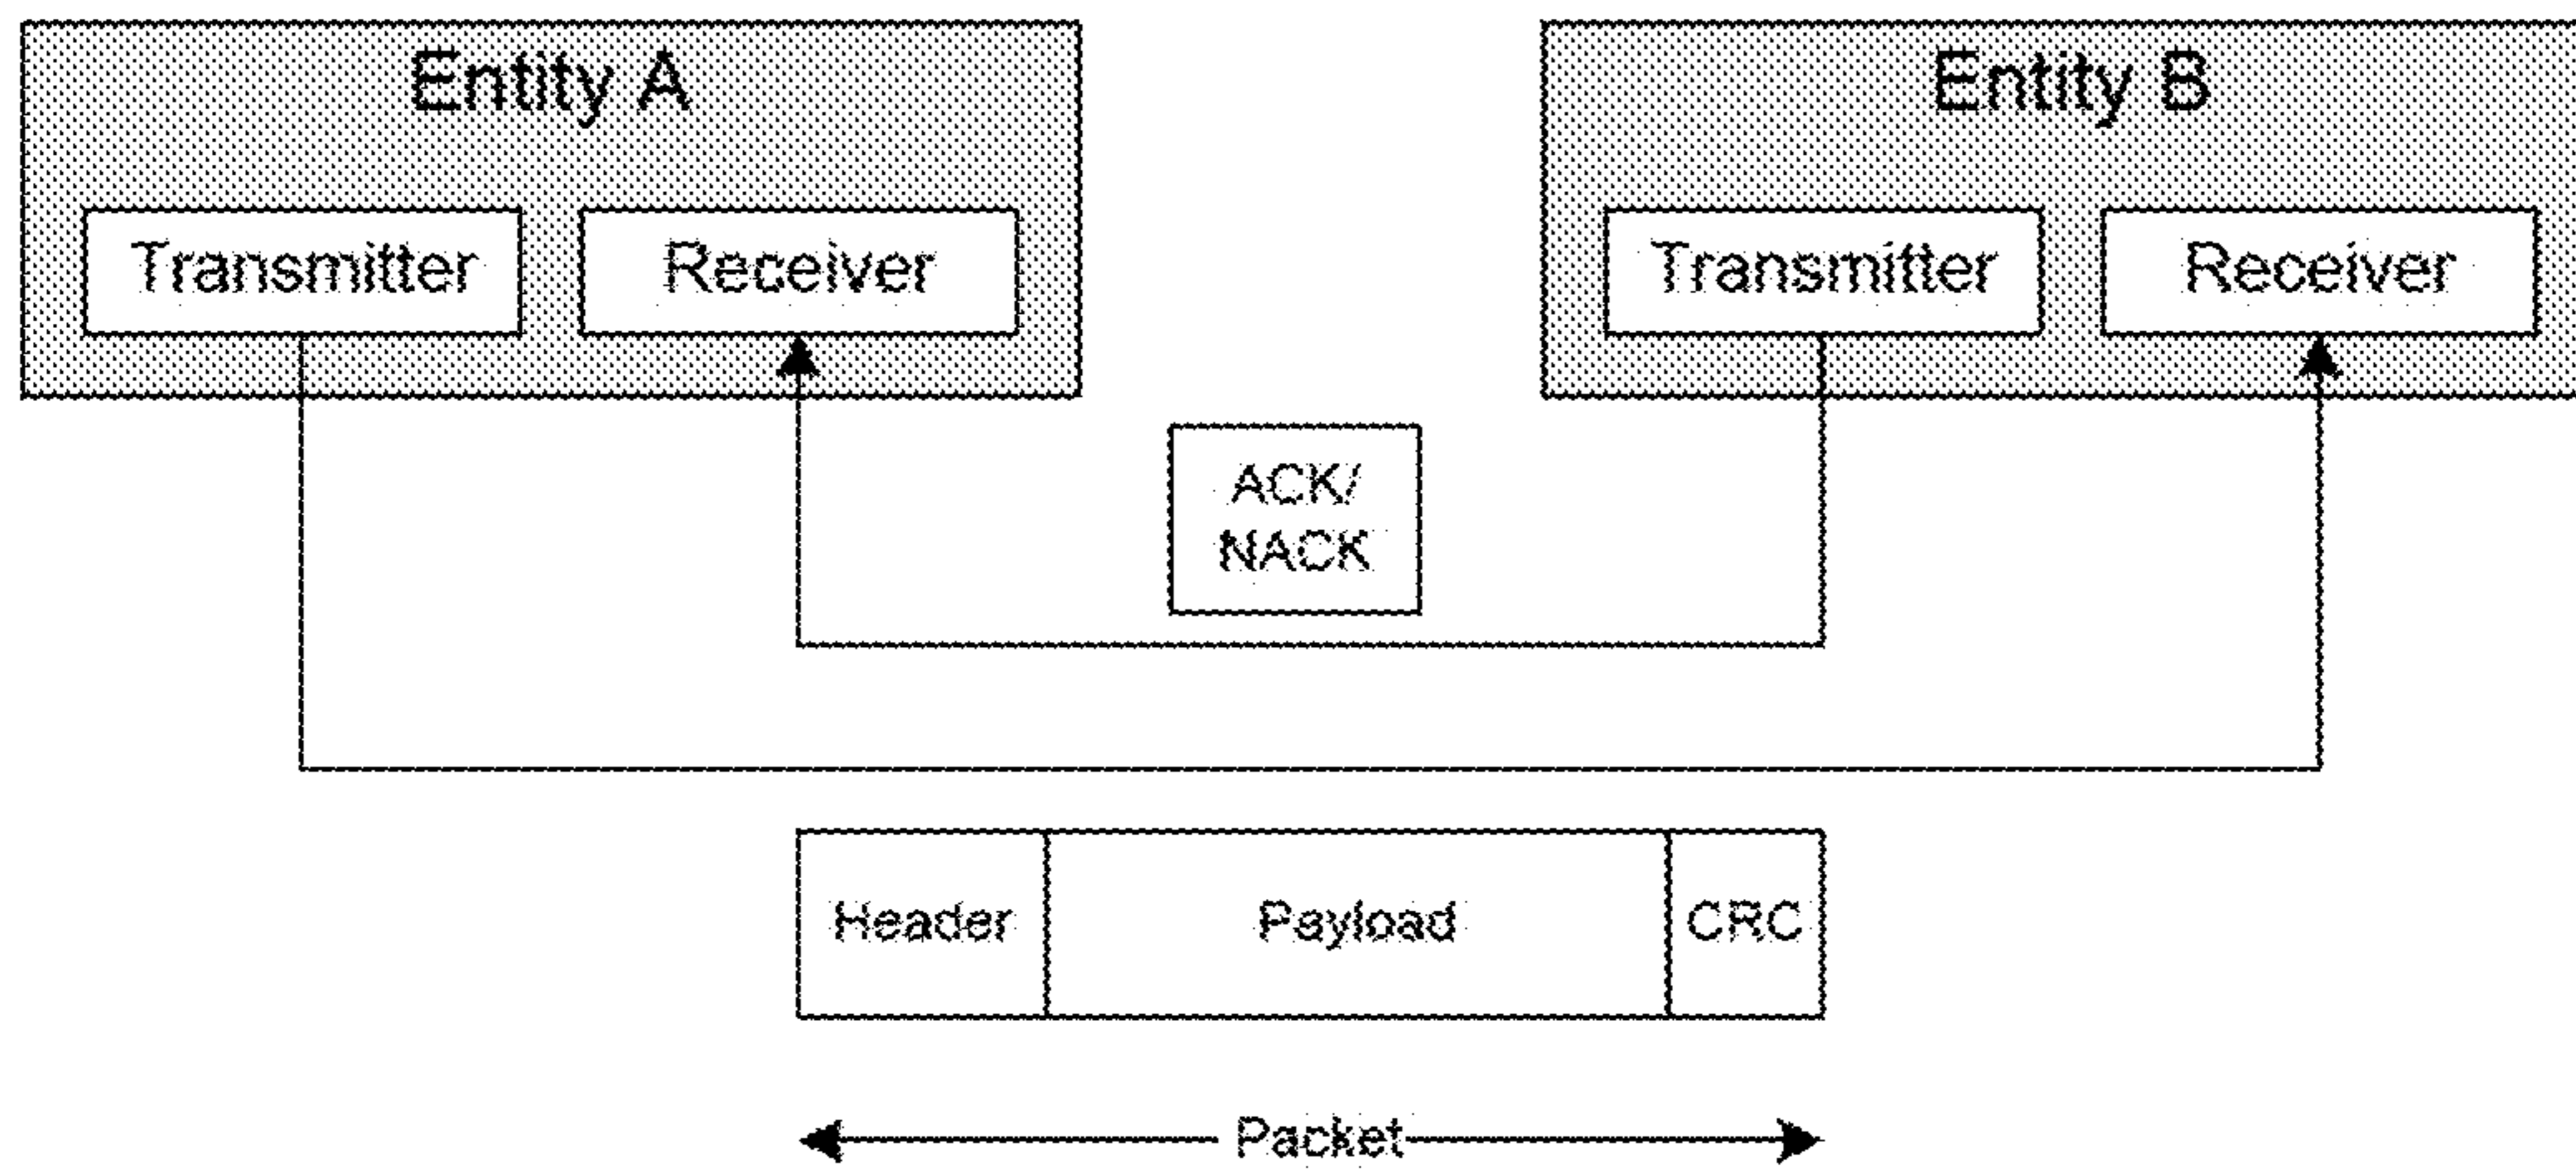 Entity A
Entity B
Transmitter
Receiver
Transmitter
Receiver
ACK/
NACK
Header
Payload
CRC
Packet